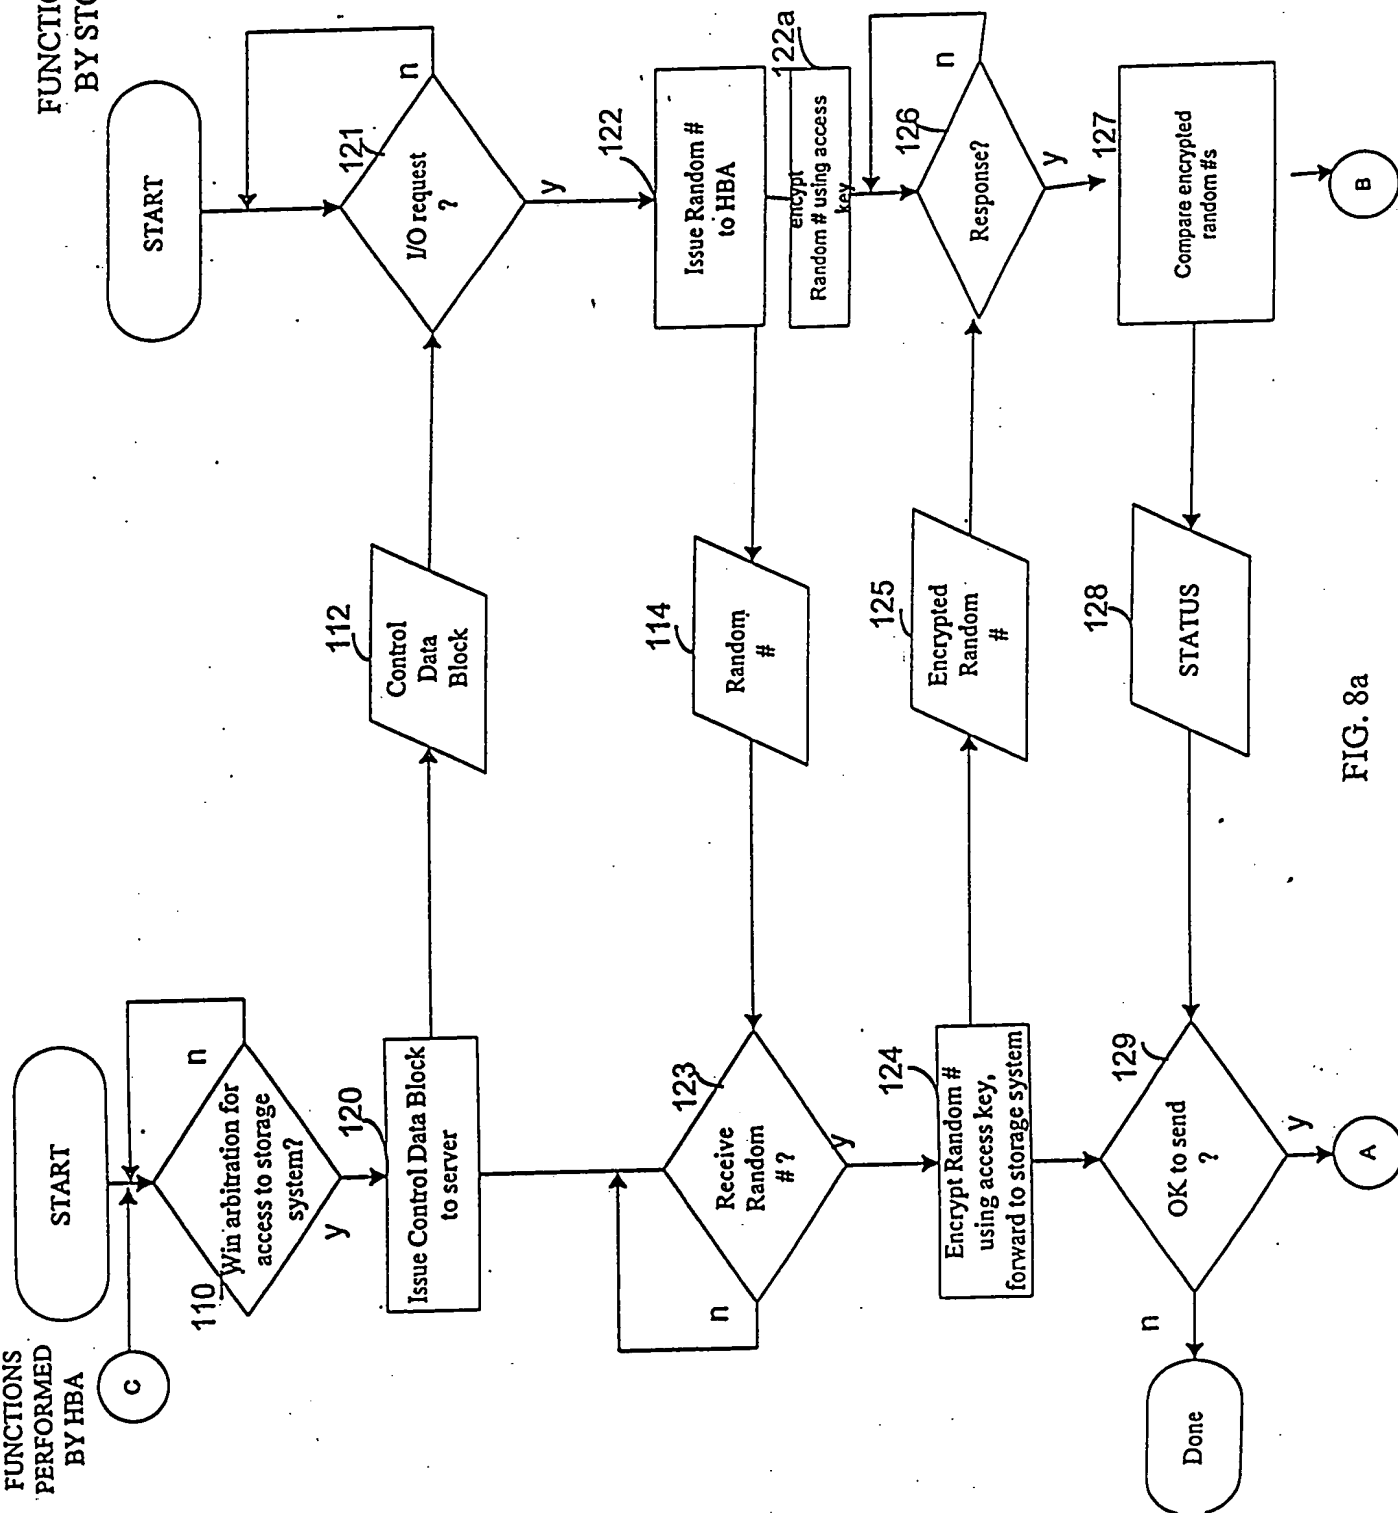 FUNCTIONS
PERFORMED
BY HBA
C
START
110
Win arbitration for
access to storage
system?
n
y
120
Issue Control Data Block
to server
123
Receive
Random
# ?
n
y
124
Encrypt Random #
using access key,
forward to storage system
129
OK to send
?
n
y
Done
A
112
Control
Data
Block
114
Random
#
125
Encrypted
Random
#
128
STATUS
BY
START
121
I/O request
?
n
y
122
Issue Random #
to HBA
122a
encrypt
Random # using access
key
126
Response?
n
y
127
Compare encrypted
random #s
B
FIG. 8a